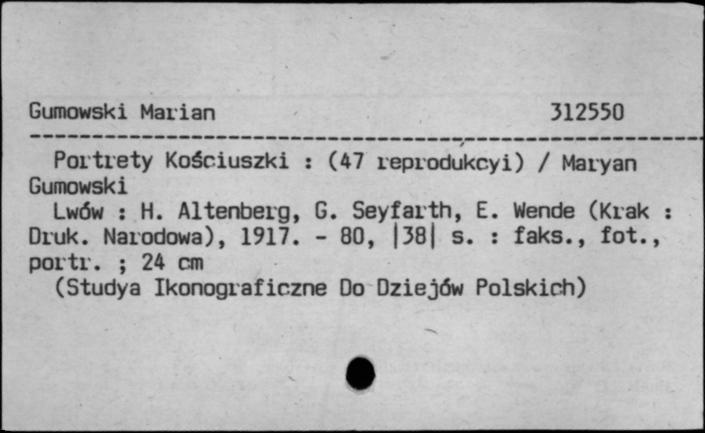 Gumowski Marian 312550
Portrety Kościuszki : (47 reprodukcyi) / Maryan
Gumowski
Lwów : H. Altenberg, G. Seyfarth, E. Wende (Krak :
Druk. Narodowa), 1917. - 80, |38| s. : faks., fot.,
portr. ; 24 cm
(Studya Ikonograficzne Do Dziejów Polskich)